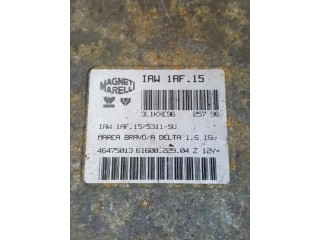 MAGNETI MARELLI
IAW 1AF.15
3L1KXE96 257 96
IAW 1AF.15/5311-SU
MAREA BRAVO/A DELTA 1.6 16v
46475013 61600.229.04 Z 12V=